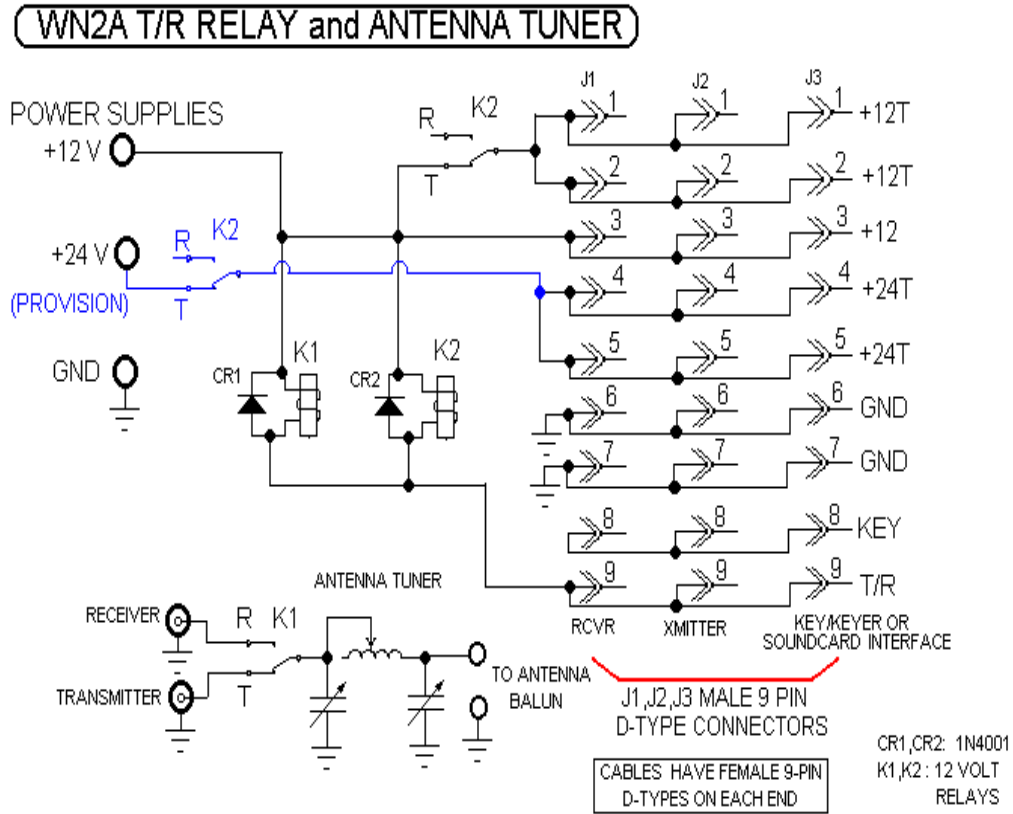 WN2A T/R RELAY and ANTENNA TUNER
POWER SUPPLIES
+12 V
+24 V
(PROVISION)
GND
R
K2
T
R
K2
T
J1
J2
J3
1
1
1
+12T
2
2
2
+12T
3
3
3
+12
4
4
4
+24T
5
5
5
+24T
6
6
6
GND
7
7
7
GND
8
8
8
KEY
9
9
9
T/R
CR1
K1
CR2
K2
RCVR
XMITTER
KEY/KEYER OR
SOUNDCARD INTERFACE
ANTENNA TUNER
RECEIVER
R
K1
TRANSMITTER
T
TO ANTENNA
BALUN
J1,J2,J3 MALE 9 PIN
D-TYPE CONNECTORS
CABLES HAVE FEMALE 9-PIN
D-TYPES ON EACH END
CR1,CR2: 1N4001
K1,K2 : 12 VOLT
RELAYS